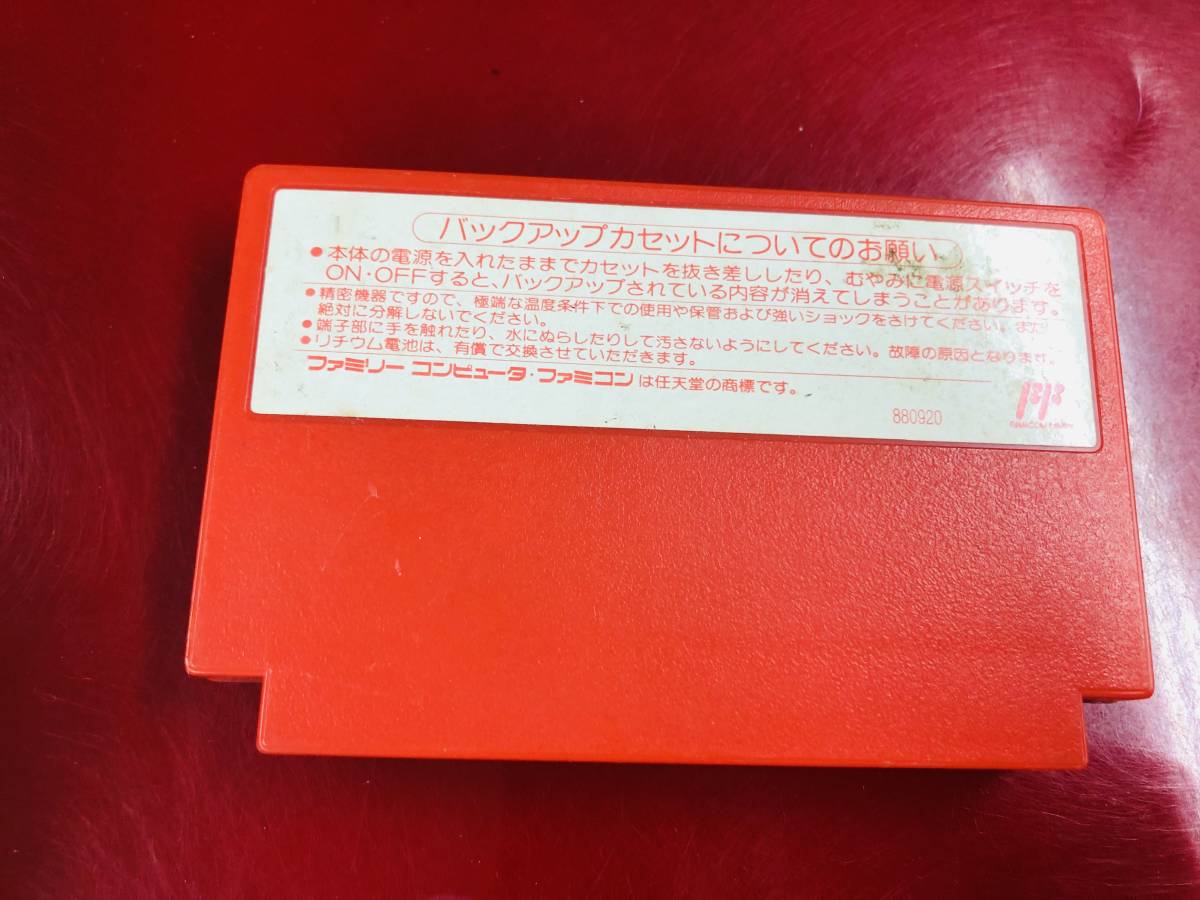 バックアップカセットについてのお願い
●本体の電源を入れたままでカセットを抜き差ししたり、むやみに電源スイッチを
ON・OFFすると、バックアップされている内容が消えてしまうことがあります。
●精密機器ですので、極端な温度条件下での使用や保管および強いショックをさけてください。また
絶対に分解しないでください。
●端子部に手を触れたり、水にぬらしたりして汚さないようにしてください。故障の原因となります。
●リチウム電池は、有償で交換させていただきます。
ファミリー コンピュータ・ファミコンは任天堂の商標です。
880920